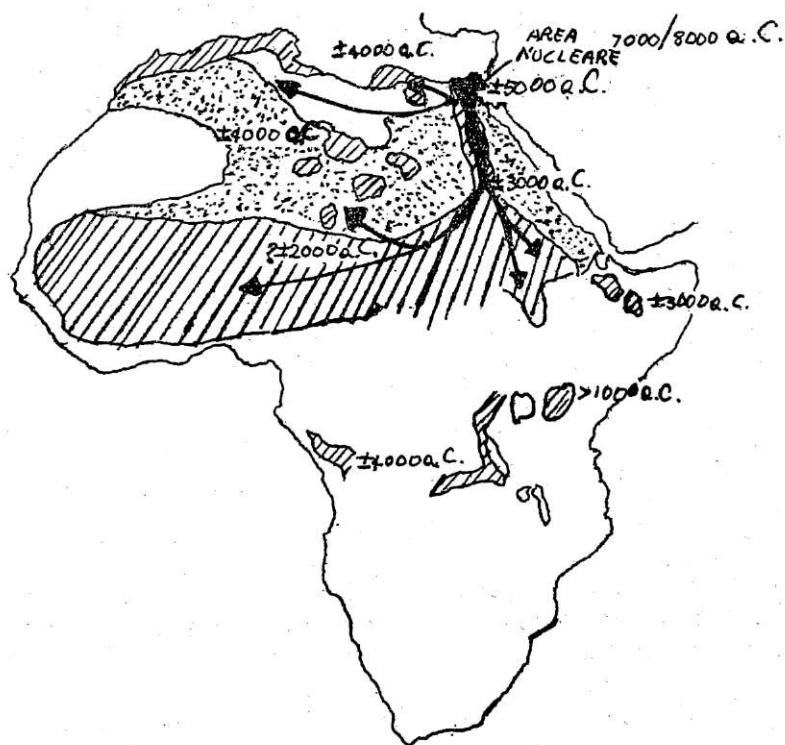 AREA
NUCLEARE
7000/8000 a.C.
±4000 a.C.
±5000 a.C.
±4000 a.C.
±3000 a.C.
?±2000 a.C.
±3000 a.C.
>1000 a.C.
±1000 a.C.